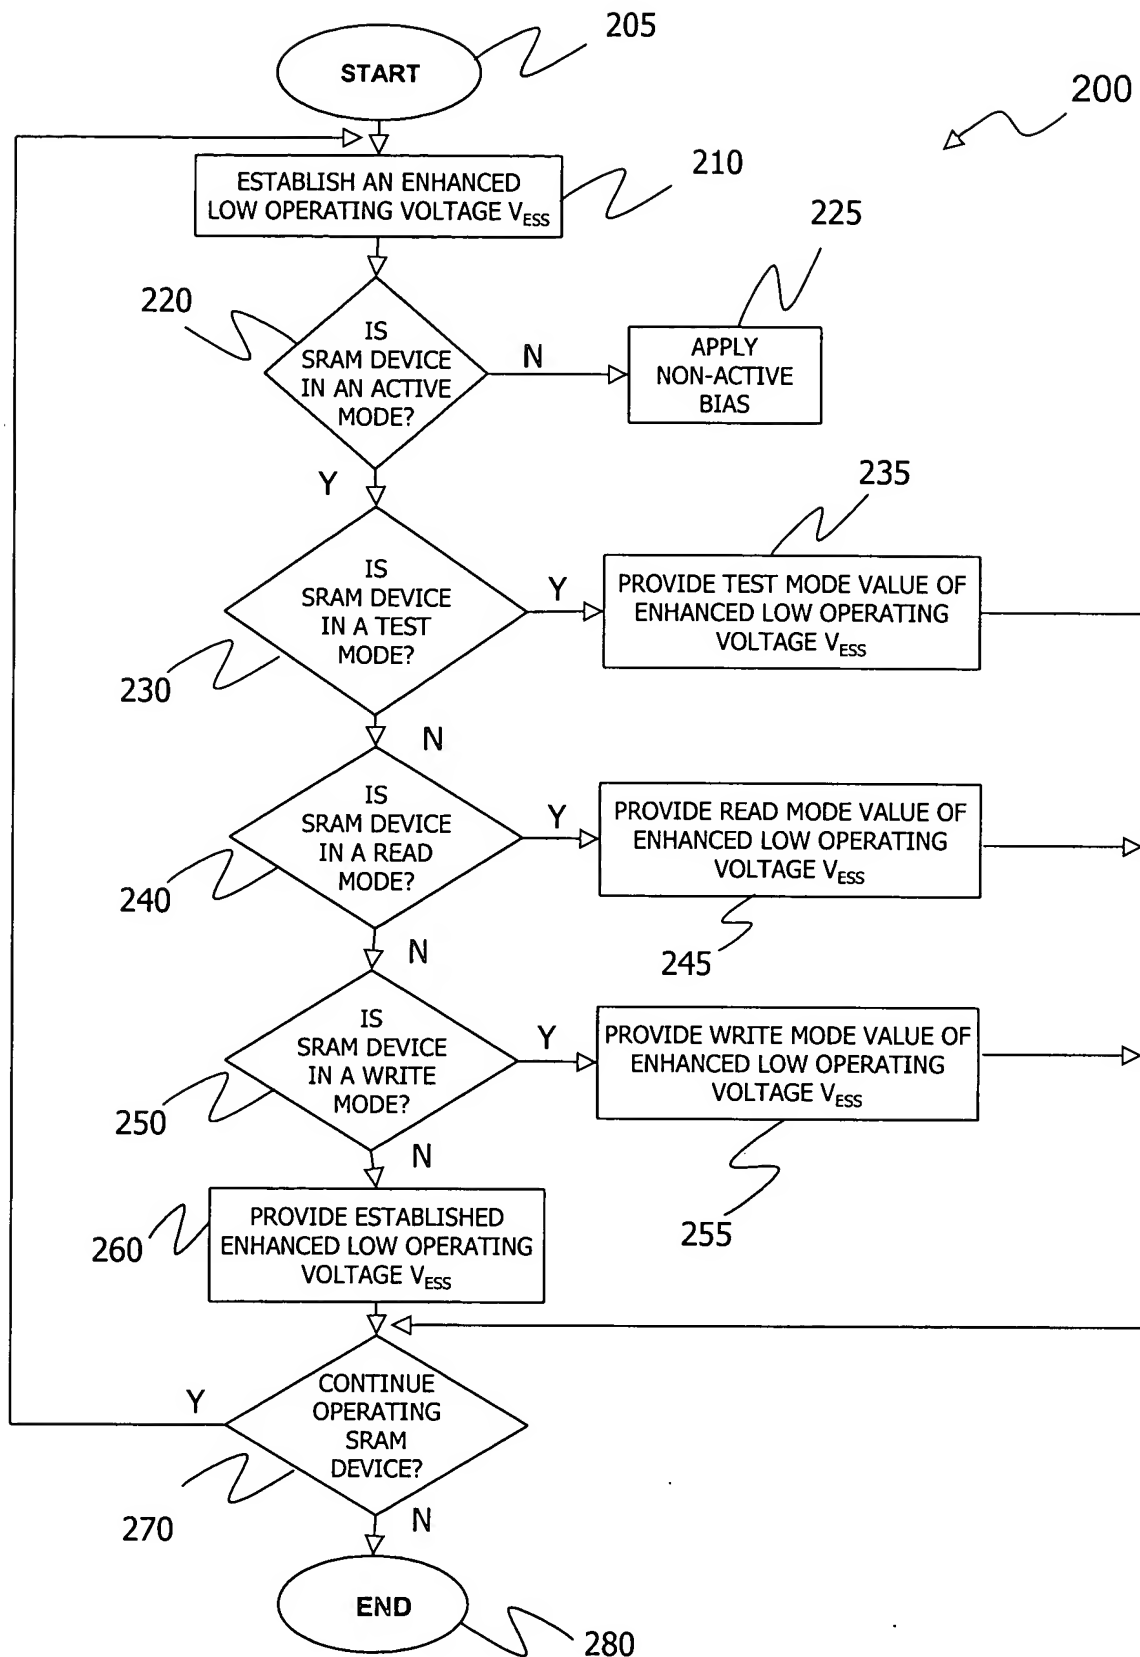 205
START
200
ESTABLISH AN ENHANCED
LOW OPERATING VOLTAGE VESS
210
225
220
IS
SRAM DEVICE
IN AN ACTIVE
MODE?
N
APPLY
NON-ACTIVE
BIAS
Y
235
IS
SRAM DEVICE
IN A TEST
MODE?
Y
PROVIDE TEST MODE VALUE OF
ENHANCED LOW OPERATING
VOLTAGE VESS
230
N
IS
SRAM DEVICE
IN A READ
MODE?
Y
PROVIDE READ MODE VALUE OF
ENHANCED LOW OPERATING
VOLTAGE VESS
240
245
N
IS
SRAM DEVICE
IN A WRITE
MODE?
Y
PROVIDE WRITE MODE VALUE OF
ENHANCED LOW OPERATING
VOLTAGE VESS
250
255
N
260
PROVIDE ESTABLISHED
ENHANCED LOW OPERATING
VOLTAGE VESS
Y
CONTINUE
OPERATING
SRAM
DEVICE?
270
N
END
280